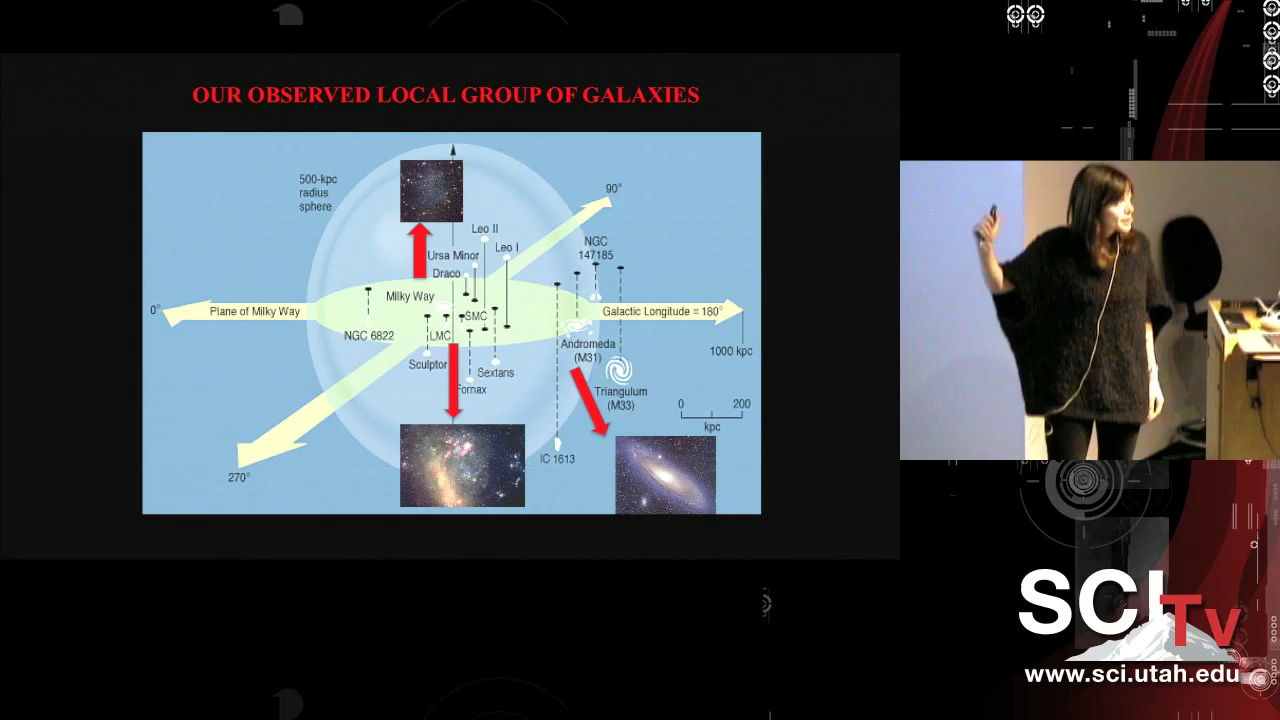 OUR OBSERVED LOCAL GROUP OF GALAXIES
500-kpc
radius
sphere
90°
Leo II
NGC
147185
Leo I
Ursa Minor
Draco
Milky Way
0°
Plane of Milky Way
SMC
Galactic Longitude = 180°
NGC 6822
LMC
Andromeda
(M31)
1000 kpc
Sculptor
Sextans
Fornax
Triangulum
(M33)
0
200
kpc
IC 1613
270°
SCI
TV
www.sci.utah.edu